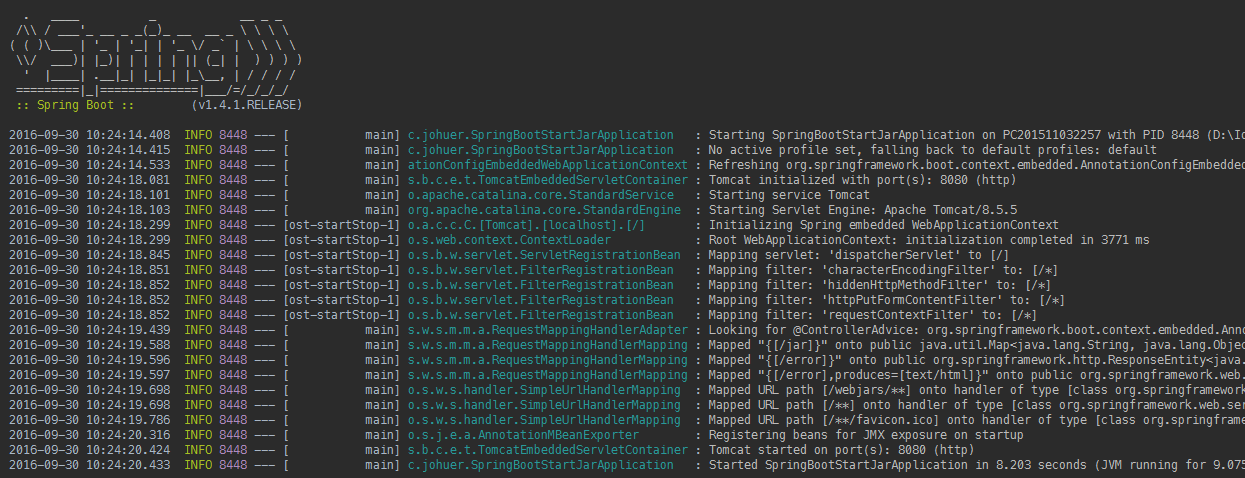 .   ____          _            __ _ _
 /\\ / ___'_ __ _ _(_)_ __  __ _ \ \ \ \
( ( )\___ | '_ | '_| | '_ \/ _` | \ \ \ \
 \\/  ___)| |_)| | | | | || (_| |  ) ) ) )
  '  |____| .__|_| |_|_| |_\__, | / / / /
 =========|_|==============|___/=/_/_/_/
 :: Spring Boot ::        (v1.4.1.RELEASE)
2016-09-30 10:24:14.408  INFO 8448 --- [           main] c.johuer.SpringBootStartJarApplication   : Starting SpringBootStartJarApplication on PC201511032257 with PID 8448 (D:\Id
2016-09-30 10:24:14.415  INFO 8448 --- [           main] c.johuer.SpringBootStartJarApplication   : No active profile set, falling back to default profiles: default
2016-09-30 10:24:14.533  INFO 8448 --- [           main] ationConfigEmbeddedWebApplicationContext : Refreshing org.springframework.boot.context.embedded.AnnotationConfigEmbedded
2016-09-30 10:24:18.081  INFO 8448 --- [           main] s.b.c.e.t.TomcatEmbeddedServletContainer : Tomcat initialized with port(s): 8080 (http)
2016-09-30 10:24:18.101  INFO 8448 --- [           main] o.apache.catalina.core.StandardService   : Starting service Tomcat
2016-09-30 10:24:18.103  INFO 8448 --- [           main] org.apache.catalina.core.StandardEngine  : Starting Servlet Engine: Apache Tomcat/8.5.5
2016-09-30 10:24:18.299  INFO 8448 --- [ost-startStop-1] o.a.c.c.C.[Tomcat].[localhost].[/]       : Initializing Spring embedded WebApplicationContext
2016-09-30 10:24:18.299  INFO 8448 --- [ost-startStop-1] o.s.web.context.ContextLoader            : Root WebApplicationContext: initialization completed in 3771 ms
2016-09-30 10:24:18.845  INFO 8448 --- [ost-startStop-1] o.s.b.w.servlet.ServletRegistrationBean  : Mapping servlet: 'dispatcherServlet' to [/]
2016-09-30 10:24:18.851  INFO 8448 --- [ost-startStop-1] o.s.b.w.servlet.FilterRegistrationBean   : Mapping filter: 'characterEncodingFilter' to: [/*]
2016-09-30 10:24:18.852  INFO 8448 --- [ost-startStop-1] o.s.b.w.servlet.FilterRegistrationBean   : Mapping filter: 'hiddenHttpMethodFilter' to: [/*]
2016-09-30 10:24:18.852  INFO 8448 --- [ost-startStop-1] o.s.b.w.servlet.FilterRegistrationBean   : Mapping filter: 'httpPutFormContentFilter' to: [/*]
2016-09-30 10:24:18.852  INFO 8448 --- [ost-startStop-1] o.s.b.w.servlet.FilterRegistrationBean   : Mapping filter: 'requestContextFilter' to: [/*]
2016-09-30 10:24:19.439  INFO 8448 --- [           main] s.w.s.m.m.a.RequestMappingHandlerAdapter : Looking for @ControllerAdvice: org.springframework.boot.context.embedded.Anno
2016-09-30 10:24:19.588  INFO 8448 --- [           main] s.w.s.m.m.a.RequestMappingHandlerMapping : Mapped "{[/jar]}" onto public java.util.Map<java.lang.String, java.lang.Objec
2016-09-30 10:24:19.596  INFO 8448 --- [           main] s.w.s.m.m.a.RequestMappingHandlerMapping : Mapped "{[/error]}" onto public org.springframework.http.ResponseEntity<java.
2016-09-30 10:24:19.597  INFO 8448 --- [           main] s.w.s.m.m.a.RequestMappingHandlerMapping : Mapped "{[/error],produces=[text/html]}" onto public org.springframework.web.
2016-09-30 10:24:19.698  INFO 8448 --- [           main] o.s.w.s.handler.SimpleUrlHandlerMapping  : Mapped URL path [/webjars/**] onto handler of type [class org.springframework
2016-09-30 10:24:19.698  INFO 8448 --- [           main] o.s.w.s.handler.SimpleUrlHandlerMapping  : Mapped URL path [/**] onto handler of type [class org.springframework.web.ser
2016-09-30 10:24:19.786  INFO 8448 --- [           main] o.s.w.s.handler.SimpleUrlHandlerMapping  : Mapped URL path [/**/favicon.ico] onto handler of type [class org.springframe
2016-09-30 10:24:20.316  INFO 8448 --- [           main] o.s.j.e.a.AnnotationMBeanExporter        : Registering beans for JMX exposure on startup
2016-09-30 10:24:20.424  INFO 8448 --- [           main] s.b.c.e.t.TomcatEmbeddedServletContainer : Tomcat started on port(s): 8080 (http)
2016-09-30 10:24:20.433  INFO 8448 --- [           main] c.johuer.SpringBootStartJarApplication   : Started SpringBootStartJarApplication in 8.203 seconds (JVM running for 9.075